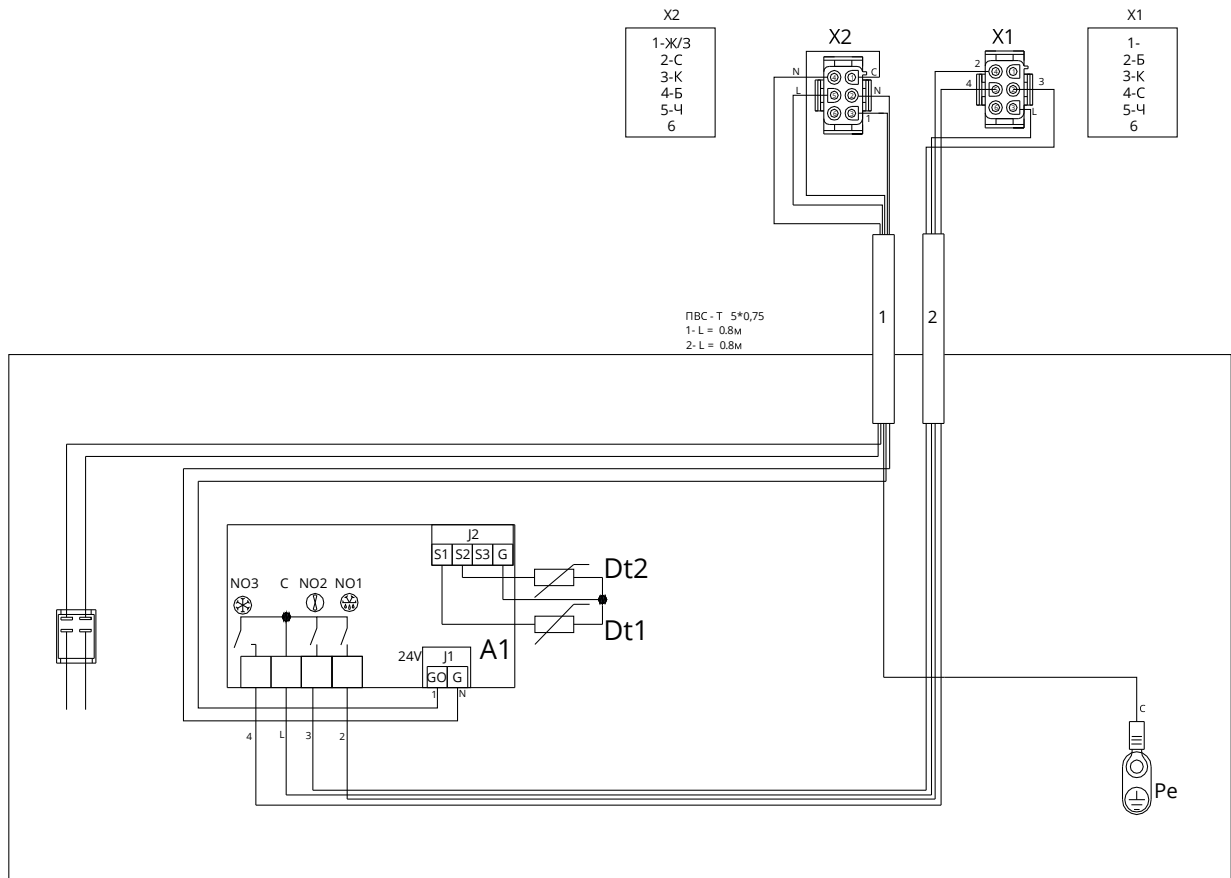 X2
1-Ж/З
2-С
3-К
4-Б
5-Ч
6
X2
N
C
L
N
1
X1
2
4
3
L
X1
1-
2-Б
3-К
4-С
5-Ч
6
ПВС - Т 5*0,75
1- L = 0.8м
2- L = 0.8м
1
2
J2
S1 S2 S3 G
Dt2
Dt1
NO3 C NO2 NO1
A1
24V
J1
GO G
1 N
4 L 3 2
C
Pe